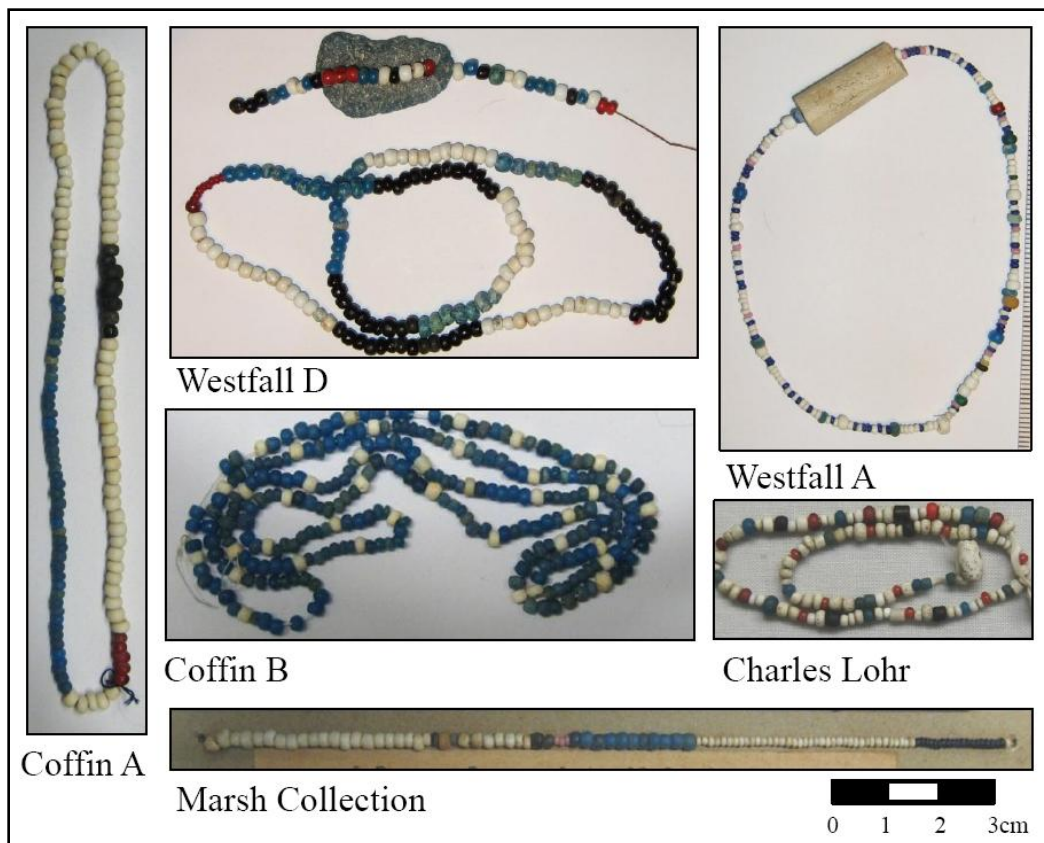 Westfall D
Westfall A
Coffin B
Charles Lohr
Coffin A
Marsh Collection
0 1 2 3cm